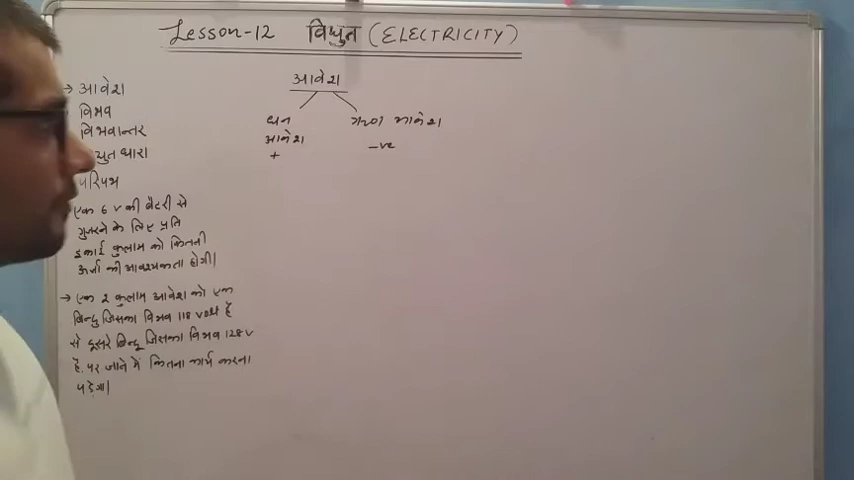 Lesson-12 विधुत (ELECTRICITY)
→ आवेश
विभव
विभवान्तर
युत धारा
परिपथ
एक 6 v की बैटरी से
गुजरने के लिए प्रति
इकाई कुलाम को कितनी
ऊर्जा की आवश्यकता होगी|
→ एक 2 कुलाम आवेश को एक
बिन्दु जिसका विभव 118 volt है
से दूसरे बिन्दू जिसका विभव 128 v
है. पर जाने में कितना कार्य करना
पड़ेगा|
आवेश
धन
आवेश
+
ऋण आवेश
-ve